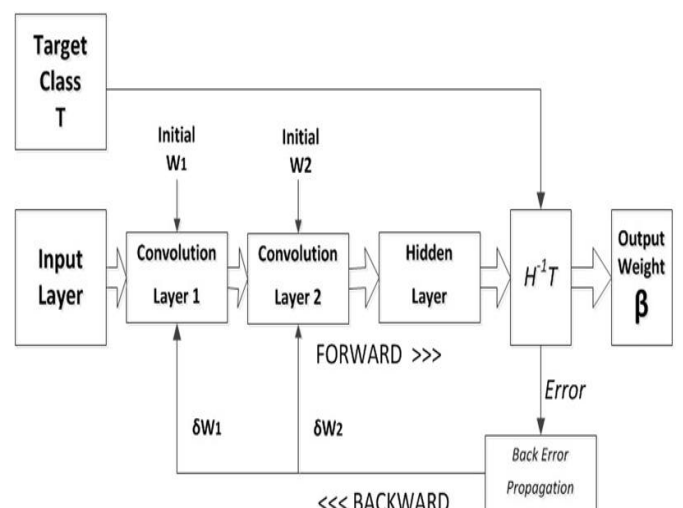 Target
Class
T
Initial
W1
Initial
W2
Input
Layer
Convolution
Layer 1
Convolution
Layer 2
Hidden
Layer
H⁻¹T
Output
Weight
β
FORWARD >>>
Error
δW1
δW2
Back Error
Propagation
<<< BACKWARD